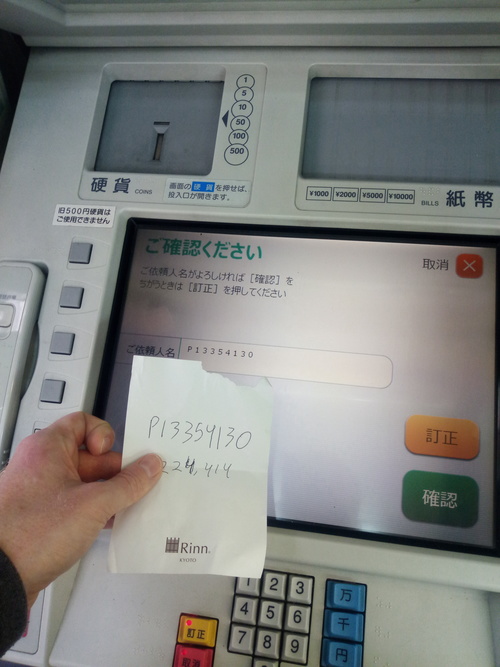 1
5
10
50
100
500
硬貨 COINS
画面の 硬貨 を押せば、
投入口が開きます。
¥1000 ¥2000 ¥5000 ¥10000 BILLS 紙幣
旧500円硬貨は
ご使用できません
ご確認ください
取消 ×
ご依頼人名がよろしければ［確認］を
ちがうときは［訂正］を押してください
ご依頼人名 P13354130
訂正
確認
P13354130
224,414
Rinn
KYOTO
1 2 3
4 5 6
7 8 9
万
千
円
訂正
取消